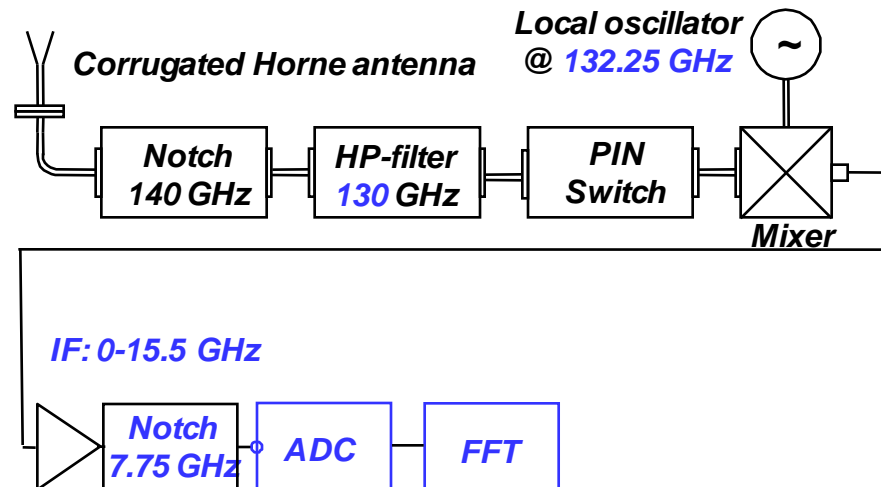 Local oscillator
@ 132.25 GHz
~
Corrugated Horne antenna
Notch
140 GHz
HP-filter
130 GHz
PIN
Switch
Mixer
IF: 0-15.5 GHz
Notch
7.75 GHz
ADC
FFT